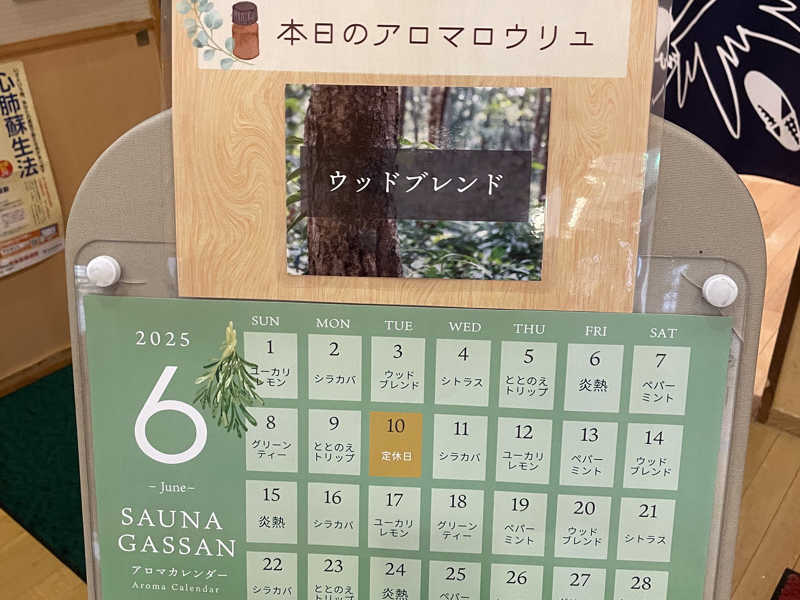 本日のアロマロウリュ
ウッドブレンド
心肺蘇生法
2025
6
– June –
SAUNA
GASSAN
アロマカレンダー
Aroma Calendar
SUN MON TUE WED THU FRI SAT
1 2 3 4 5 6 7
ユーカリ
レモン
シラカバ
ウッド
ブレンド
シトラス
ととのえ
トリップ
炎熱
ペパー
ミント
8 9 10 11 12 13 14
グリーン
ティー
ととのえ
トリップ
定休日
シラカバ
ユーカリ
レモン
ペパー
ミント
ウッド
ブレンド
15 16 17 18 19 20 21
炎熱
シラカバ
ユーカリ
レモン
グリーン
ティー
ペパー
ミント
ウッド
ブレンド
シトラス
22 23 24 25 26 27 28
シラカバ
ととのえ
トリップ
炎熱
ペパー